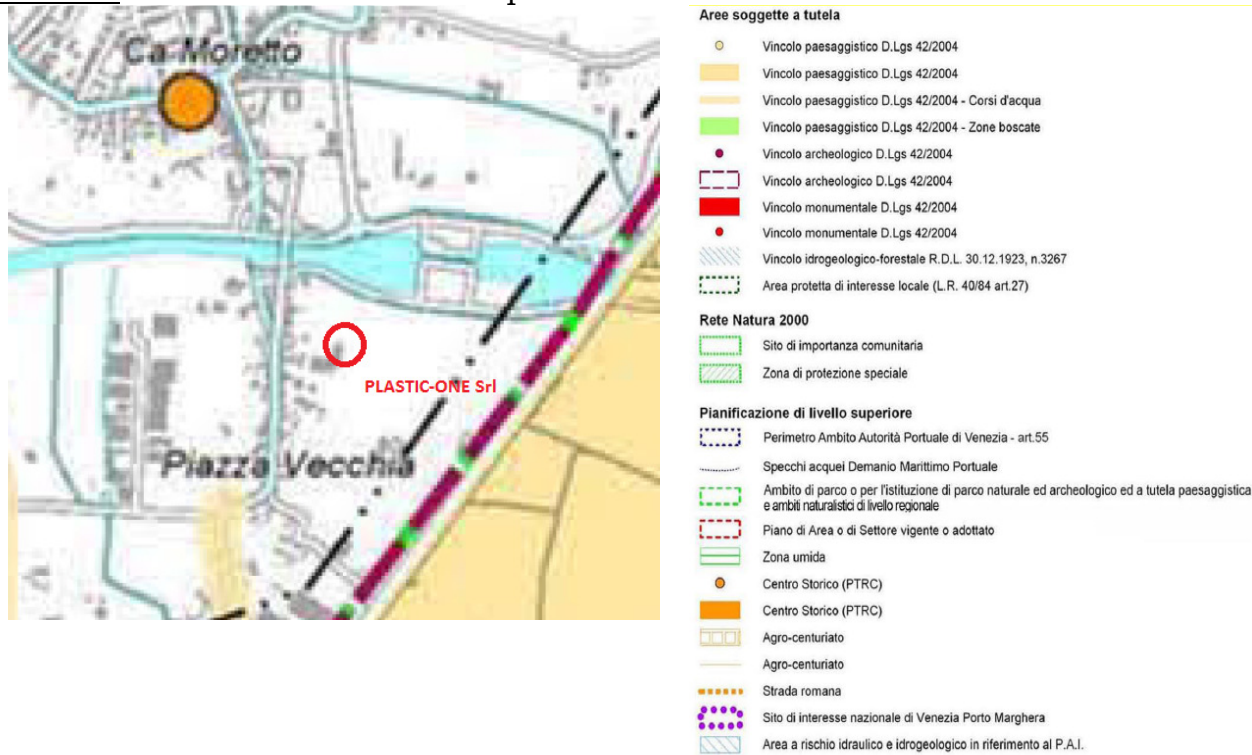 Ca Moretto
PLASTIC-ONE Srl
Piazza Vecchia
Aree soggette a tutela
Vincolo paesaggistico D.Lgs 42/2004
Vincolo paesaggistico D.Lgs 42/2004
Vincolo paesaggistico D.Lgs 42/2004 - Corsi d'acqua
Vincolo paesaggistico D.Lgs 42/2004 - Zone boscate
Vincolo archeologico D.Lgs 42/2004
Vincolo archeologico D.Lgs 42/2004
Vincolo monumentale D.Lgs 42/2004
Vincolo monumentale D.Lgs 42/2004
Vincolo idrogeologico-forestale R.D.L. 30.12.1923, n.3267
Area protetta di interesse locale (L.R. 40/84 art.27)
Rete Natura 2000
Sito di importanza comunitaria
Zona di protezione speciale
Pianificazione di livello superiore
Perimetro Ambito Autorità Portuale di Venezia - art.55
Specchi acquei Demanio Marittimo Portuale
Ambito di parco o per l'istituzione di parco naturale ed archeologico ed a tutela paesaggistica
e ambiti naturalistici di livello regionale
Piano di Area o di Settore vigente o adottato
Zona umida
Centro Storico (PTRC)
Centro Storico (PTRC)
Agro-centuriato
Agro-centuriato
Strada romana
Sito di interesse nazionale di Venezia Porto Marghera
Area a rischio idraulico e idrogeologico in riferimento al P.A.I.